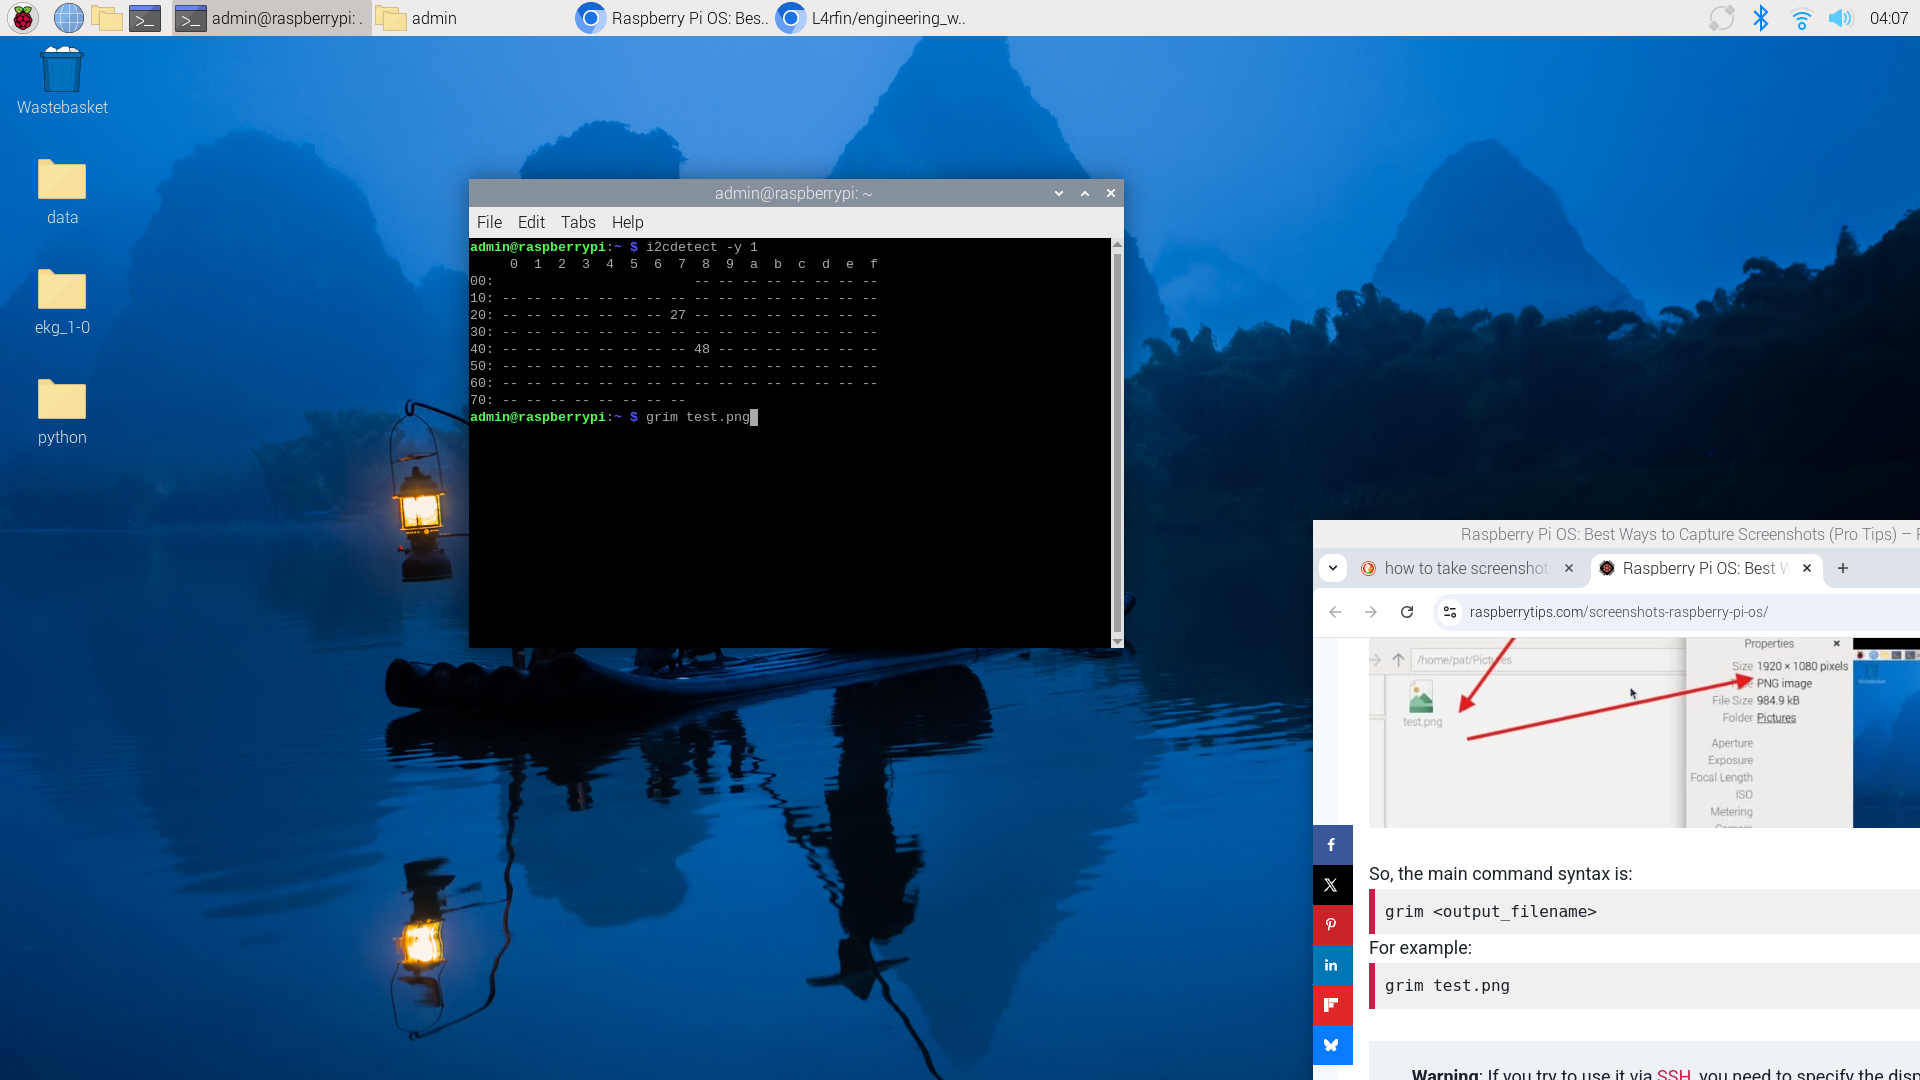 admin@raspberrypi: .
admin
Raspberry Pi OS: Bes..
L4rfin/engineering_w..
04:07
Wastebasket
data
ekg_1-0
python
admin@raspberrypi: ~
File Edit Tabs Help
admin@raspberrypi:~ $ i2cdetect -y 1
     0  1  2  3  4  5  6  7  8  9  a  b  c  d  e  f
00:                         -- -- -- -- -- -- -- --
10: -- -- -- -- -- -- -- -- -- -- -- -- -- -- -- --
20: -- -- -- -- -- -- -- 27 -- -- -- -- -- -- -- --
30: -- -- -- -- -- -- -- -- -- -- -- -- -- -- -- --
40: -- -- -- -- -- -- -- -- 48 -- -- -- -- -- -- --
50: -- -- -- -- -- -- -- -- -- -- -- -- -- -- -- --
60: -- -- -- -- -- -- -- -- -- -- -- -- -- -- -- --
70: -- -- -- -- -- -- -- --
admin@raspberrypi:~ $ grim test.png
Raspberry Pi OS: Best Ways to Capture Screenshots (Pro Tips) –
how to take screenshot
Raspberry Pi OS: Best W
raspberrytips.com/screenshots-raspberry-pi-os/
Properties
/home/pat/Pictures
Size 1920 × 1080 pixels
Type PNG image
File Size 984.9 kB
Folder Pictures
test.png
Aperture
Exposure
Focal Length
ISO
Metering
So, the main command syntax is:
grim <output_filename>
For example:
grim test.png
Warning: If you try to use it via SSH, you need to specify the disp